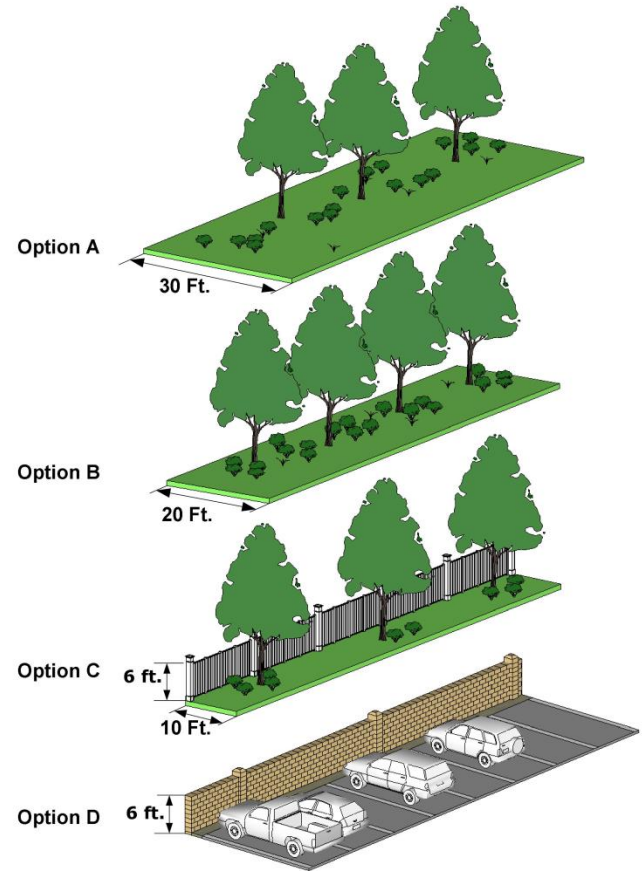 Option A
30 Ft.
Option B
20 Ft.
Option C
6 ft.
10 Ft.
Option D
6 ft.